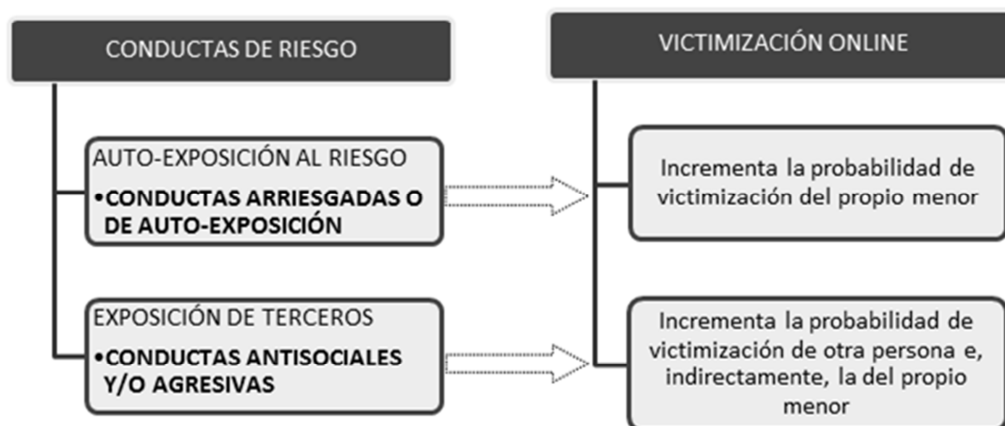 CONDUCTAS DE RIESGO
VICTIMIZACIÓN ONLINE
AUTO-EXPOSICIÓN AL RIESGO
•CONDUCTAS ARRIESGADAS O
DE AUTO-EXPOSICIÓN
Incrementa la probabilidad de
victimización del propio menor
EXPOSICIÓN DE TERCEROS
•CONDUCTAS ANTISOCIALES
Y/O AGRESIVAS
Incrementa la probabilidad de
victimización de otra persona e,
indirectamente, la del propio
menor